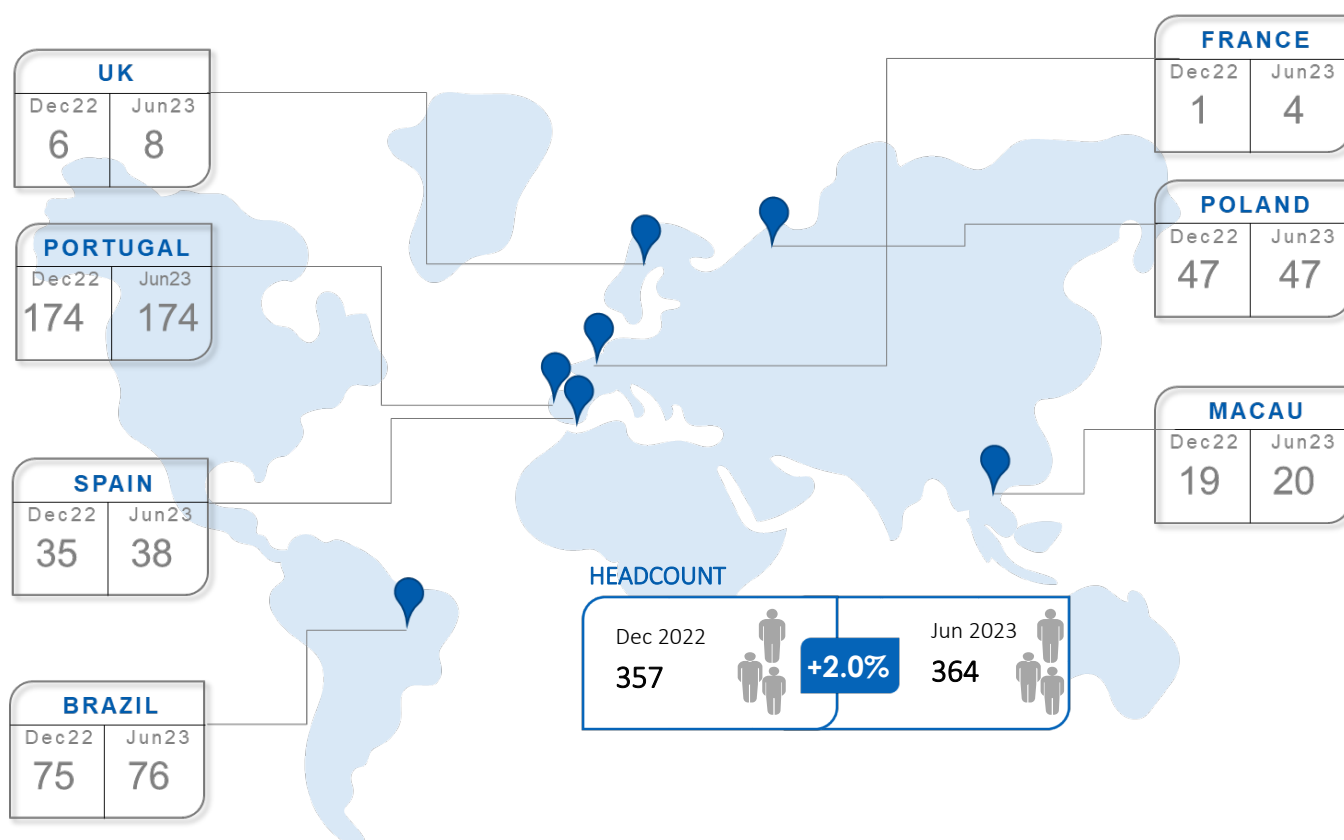 UK
Dec22 Jun23
6 8
PORTUGAL
Dec22 Jun23
174 174
SPAIN
Dec22 Jun23
35 38
BRAZIL
Dec22 Jun23
75 76
FRANCE
Dec22 Jun23
1 4
POLAND
Dec22 Jun23
47 47
MACAU
Dec22 Jun23
19 20
HEADCOUNT
Dec 2022
357
+2.0%
Jun 2023
364